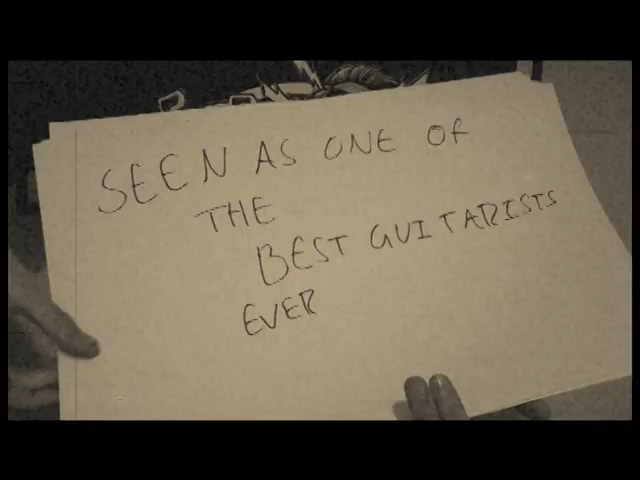 SEEN AS ONE OF
THE
BEST GUITARISTS
EVER